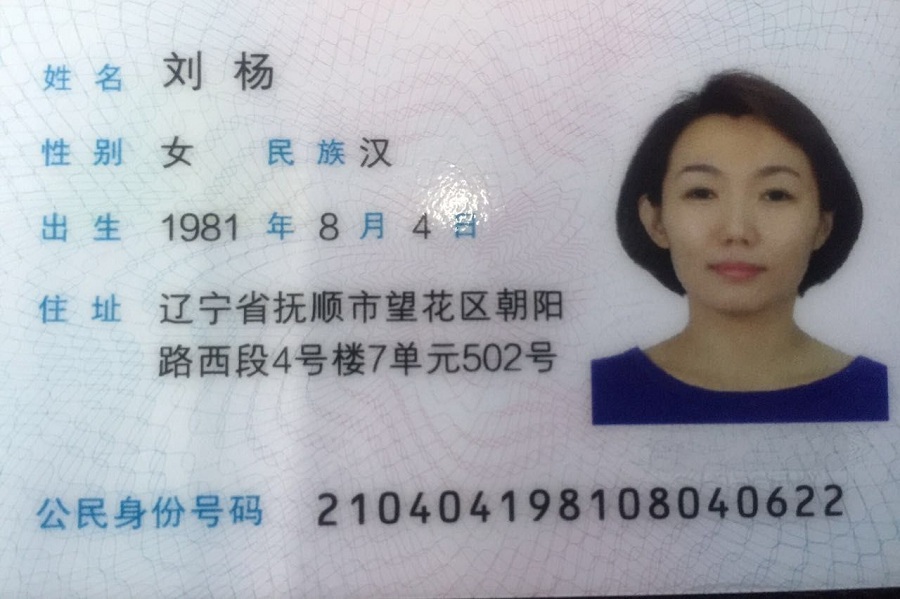 姓名 刘杨
性别 女 民族 汉
出生 1981 年 8 月 4 日
住址 辽宁省抚顺市望花区朝阳
路西段4号楼7单元502号
公民身份号码 210404198108040622